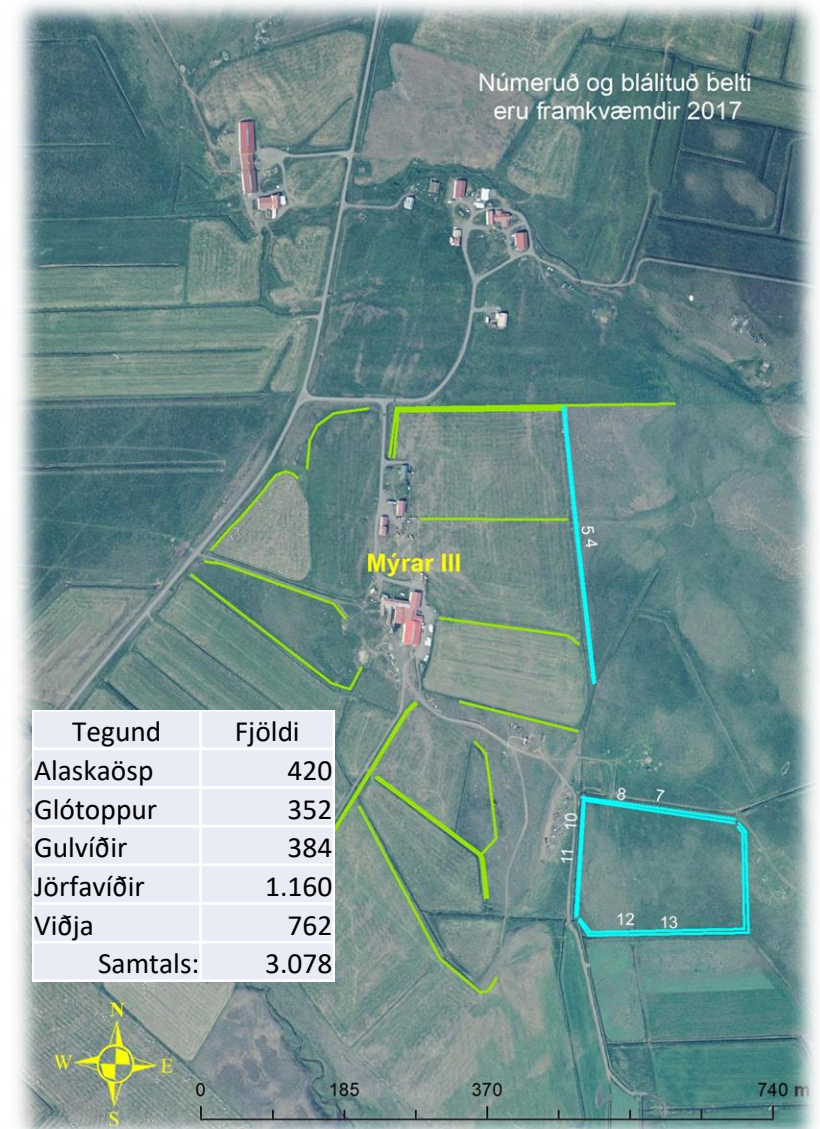 Númeruð og blálituð belti
eru framkvæmdir 2017
5 4
Mýrar III
Tegund Fjöldi
Alaskaösp 420
Glótoppur 352
Gulvíðir 384
Jörfavíðir 1.160
Viðja 762
Samtals: 3.078
8 7
10
11
12 13
N
W E
S
0 185 370 740 m